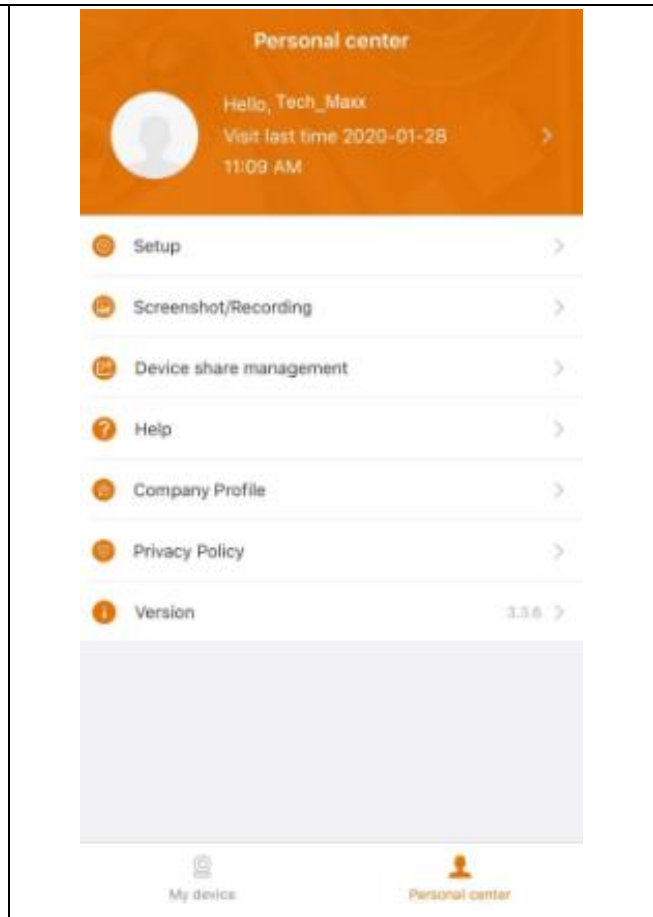 Personal center
Hello, Tech_Maxx
Visit last time 2020-01-28
11:09 AM
Setup
Screenshot/Recording
Device share management
Help
Company Profile
Privacy Policy
Version 3.3.6
My device
Personal center